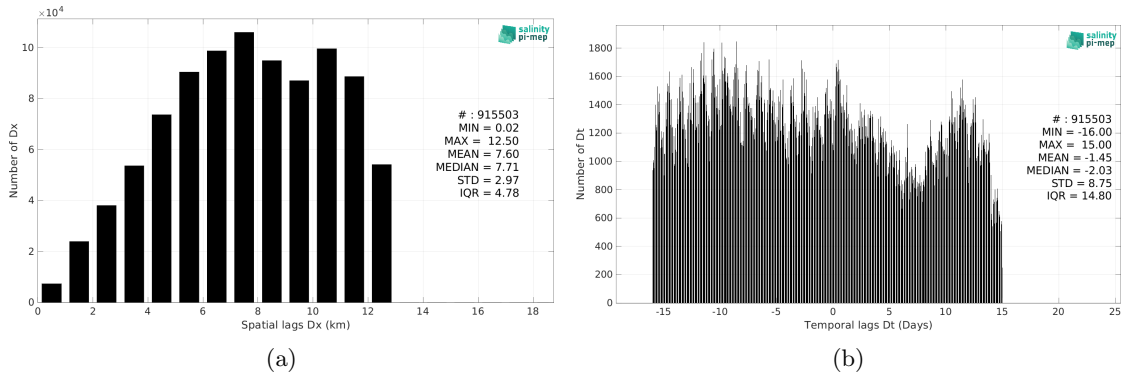 ×10⁴
10
8
6
4
2
0
Number of Dx
0 2 4 6 8 10 12 14 16 18
Spatial lags Dx (km)
salinity
pi-mep
# : 915503
MIN = 0.02
MAX = 12.50
MEAN = 7.60
MEDIAN = 7.71
STD = 2.97
IQR = 4.78
(a)
1800
1600
1400
1200
1000
800
600
400
200
0
Number of Dt
-15 -10 -5 0 5 10 15 20 25
Temporal lags Dt (Days)
salinity
pi-mep
# : 915503
MIN = -16.00
MAX = 15.00
MEAN = -1.45
MEDIAN = -2.03
STD = 8.75
IQR = 14.80
(b)